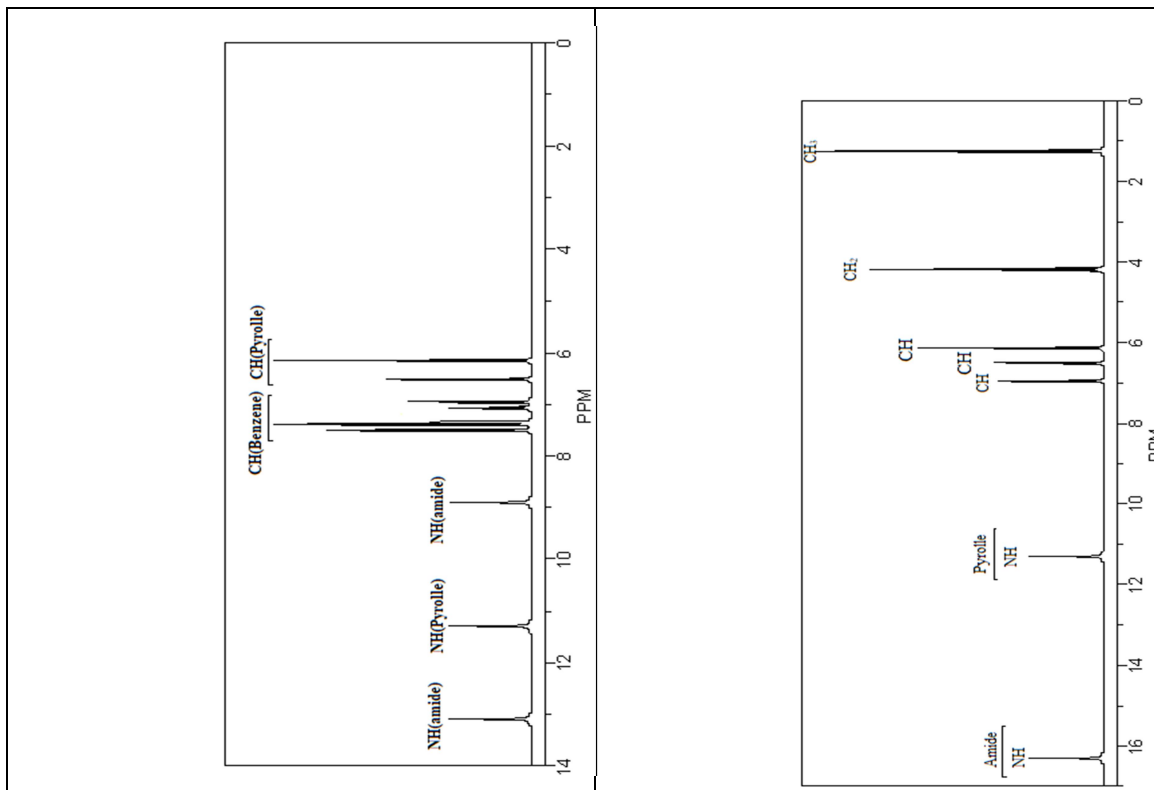 0
2
4
6
8
10
12
14
PPM
CH(Pyrolle)
CH(Benzene)
NH(amide)
NH(Pyrolle)
NH(amide)
0
2
4
6
8
10
12
14
16
PPM
CH₃
CH₂
CH
CH
CH
Pyrolle
NH
Amide
NH